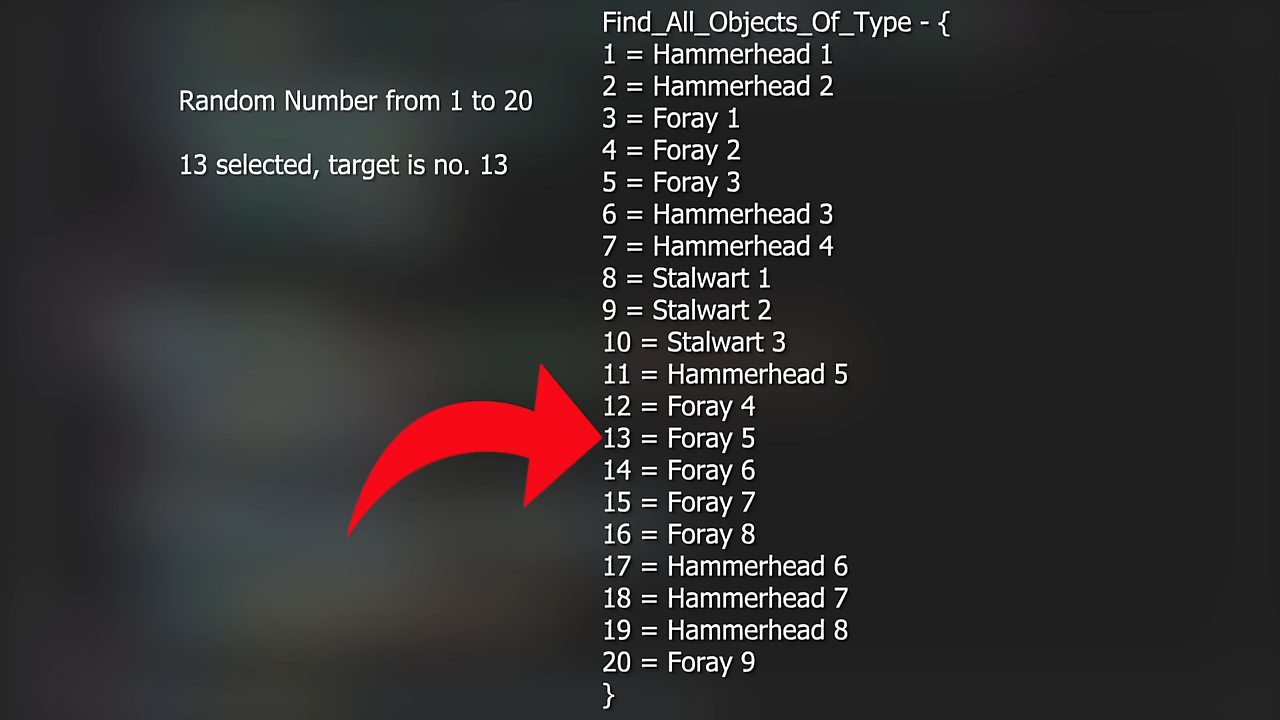 Random Number from 1 to 20
13 selected, target is no. 13
Find_All_Objects_Of_Type - {
1 = Hammerhead 1
2 = Hammerhead 2
3 = Foray 1
4 = Foray 2
5 = Foray 3
6 = Hammerhead 3
7 = Hammerhead 4
8 = Stalwart 1
9 = Stalwart 2
10 = Stalwart 3
11 = Hammerhead 5
12 = Foray 4
13 = Foray 5
14 = Foray 6
15 = Foray 7
16 = Foray 8
17 = Hammerhead 6
18 = Hammerhead 7
19 = Hammerhead 8
20 = Foray 9
}